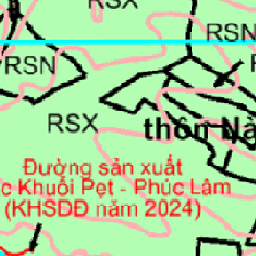 RSX
RSN
RSN
RSX
thôn Nà
Đường sản xuất
c Khuổi Pẹt - Phúc Lâm
(KHSDĐ năm 2024)